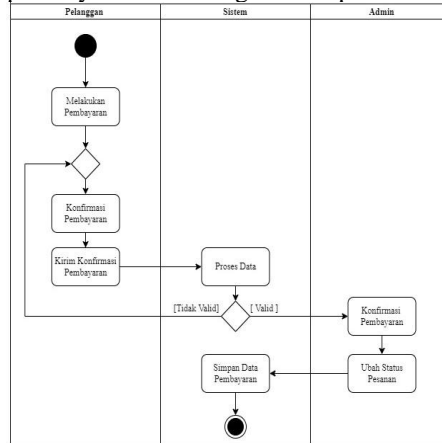 Pelanggan
Sistem
Admin
Melakukan
Pembayaran
Konfirmasi
Pembayaran
Kirim Konfirmasi
Pembayaran
Proses Data
[Tidak Valid]
[ Valid ]
Konfirmasi
Pembayaran
Ubah Status
Pesanan
Simpan Data
Pembayaran